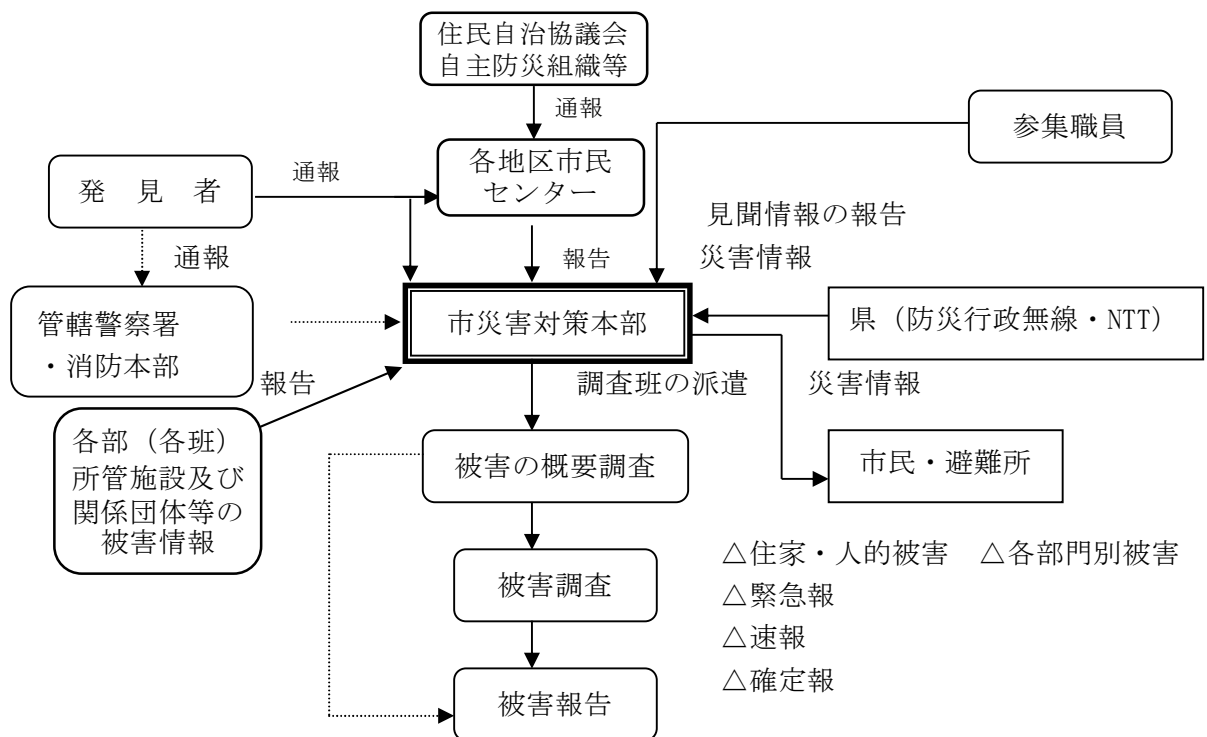 住民自治協議会
自主防災組織等
通報
参集職員
各地区市民
センター
通報
発　見　者
見聞情報の報告
通報
報告
災害情報
管轄警察署
・消防本部
市災害対策本部
県（防災行政無線・NTT）
報告
調査班の派遣
災害情報
各部（各班）
所管施設及び
関係団体等の
被害情報
被害の概要調査
市民・避難所
△住家・人的被害　△各部門別被害
被害調査
△緊急報
△速報
△確定報
被害報告